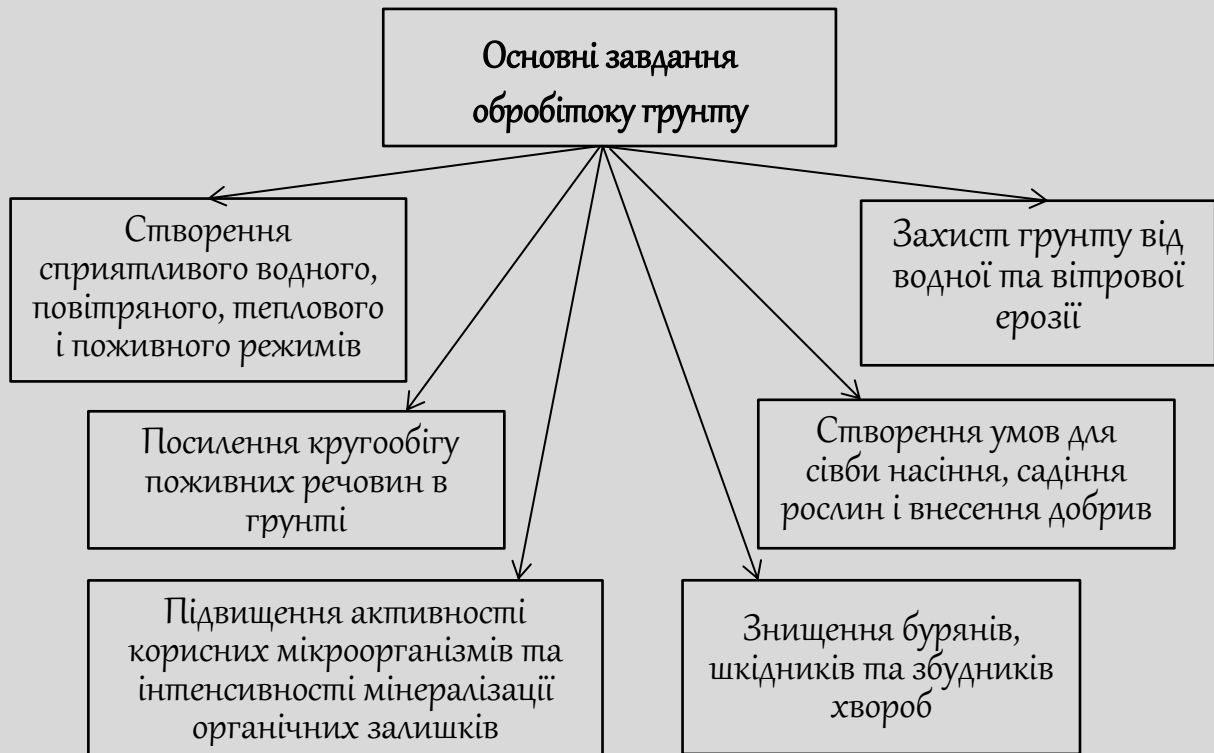 Основні завдання
обробітоку грунту
Створення
сприятливого водного,
повітряного, теплового
і поживного режимів
Захист грунту від
водної та вітрової
ерозії
Посилення кругообігу
поживних речовин в
грунті
Створення умов для
сівби насіння, садіння
рослин і внесення добрив
Підвищення активності
корисних мікроорганізмів та
інтенсивності мінералізації
органічних залишків
Знищення бурянів,
шкідників та збудників
хвороб